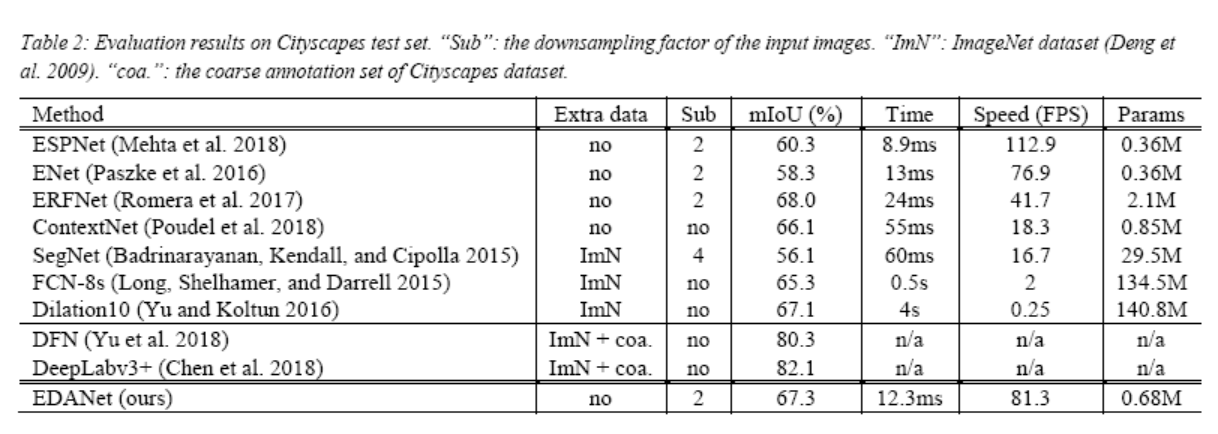 Table 2: Evaluation results on Cityscapes test set. “Sub”: the downsampling factor of the input images. “ImN”: ImageNet dataset (Deng et
al. 2009). “coa.”: the coarse annotation set of Cityscapes dataset.
Method Extra data Sub mIoU (%) Time Speed (FPS) Params
ESPNet (Mehta et al. 2018) no 2 60.3 8.9ms 112.9 0.36M
ENet (Paszke et al. 2016) no 2 58.3 13ms 76.9 0.36M
ERFNet (Romera et al. 2017) no 2 68.0 24ms 41.7 2.1M
ContextNet (Poudel et al. 2018) no no 66.1 55ms 18.3 0.85M
SegNet (Badrinarayanan, Kendall, and Cipolla 2015) ImN 4 56.1 60ms 16.7 29.5M
FCN-8s (Long, Shelhamer, and Darrell 2015) ImN no 65.3 0.5s 2 134.5M
Dilation10 (Yu and Koltun 2016) ImN no 67.1 4s 0.25 140.8M
DFN (Yu et al. 2018) ImN + coa. no 80.3 n/a n/a n/a
DeepLabv3+ (Chen et al. 2018) ImN + coa. no 82.1 n/a n/a n/a
EDANet (ours) no 2 67.3 12.3ms 81.3 0.68M